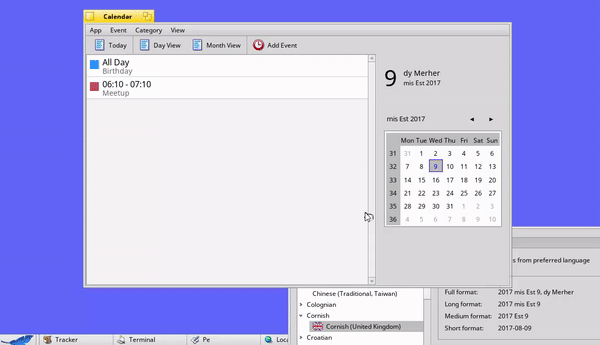 Calendar
App Event Category View
Today Day View Month View Add Event
All Day
Birthday
06:10 - 07:10
Meetup
9 dy Merher
mis Est 2017
mis Est 2017
Mon Tue Wed Thu Fri Sat Sun
31 31 1 2 3 4 5 6
32 7 8 9 10 11 12 13
33 14 15 16 17 18 19 20
34 21 22 23 24 25 26 27
35 28 29 30 31 1 2 3
36 4 5 6 7 8 9 10
s from preferred language
Chinese (Traditional, Taiwan)
Colognian
Cornish
Cornish (United Kingdom)
Croatian
Full format: 2017 mis Est 9, dy Merher
Long format: 2017 mis Est 9
Medium format: 2017 Est 9
Short format: 2017-08-09
Tracker Terminal Pe Loca